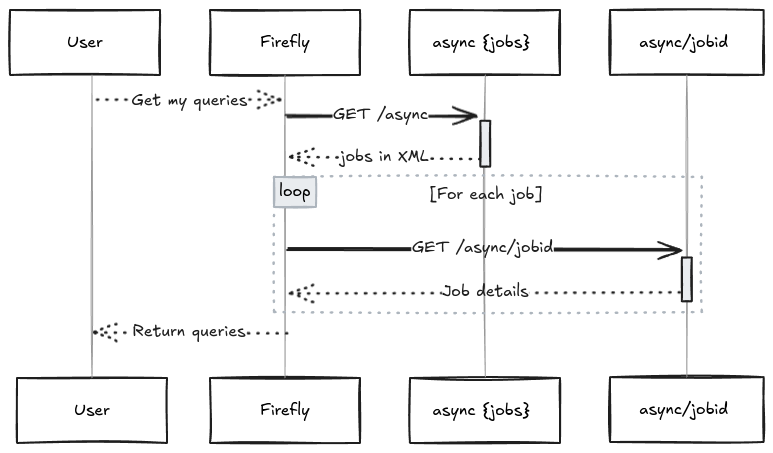 User
Firefly
async {jobs}
async/jobid
Get my queries
GET /async
jobs in XML
loop
[For each job]
GET /async/jobid
Job details
Return queries
User
Firefly
async {jobs}
async/jobid